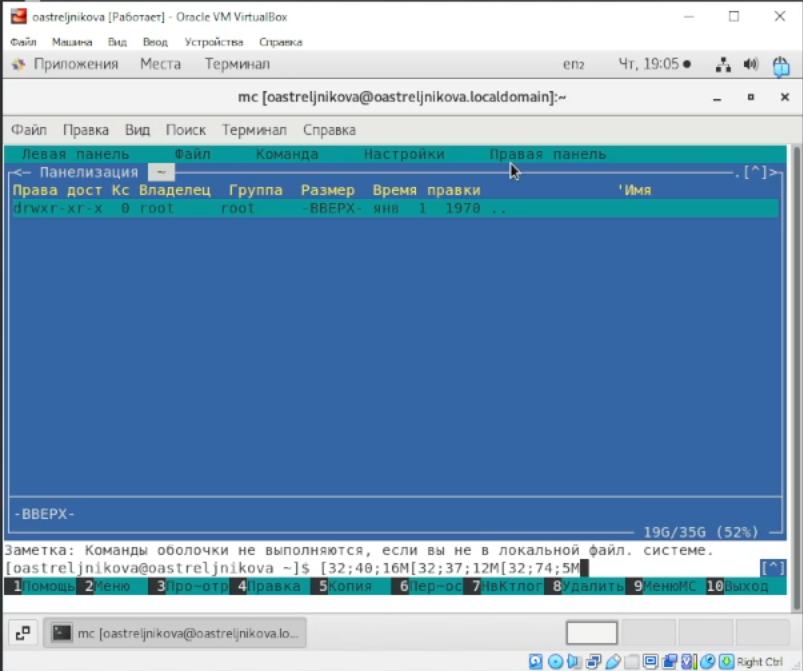 oastreljnikova [Работает] - Oracle VM VirtualBox
Файл Машина Вид Ввод Устройства Справка
Приложения Места Терминал en2 Чт, 19:05
mc [oastreljnikova@oastreljnikova.localdomain]:~
Файл Правка Вид Поиск Терминал Справка
Левая панель Файл Команда Настройки Правая панель
<— Панелизация ~ .[^]>
Права дост Кс Владелец Группа Размер Время правки 'Имя
drwxr-xr-x 0 root root -ВВЕРХ- янв 1 1970 ..
-ВВЕРХ-
19G/35G (52%)
Заметка: Команды оболочки не выполняются, если вы не в локальной файл. системе.
[oastreljnikova@oastreljnikova ~]$ [32;40;16M[32;37;12M[32;74;5M [^]
1Помощь 2Меню 3Про~отр 4Правка 5Копия 6Пер~ос 7НвКтлог 8Удалить 9МенюMC 10Выход
mc [oastreljnikova@oastreljnikova.lo...
Right Ctrl